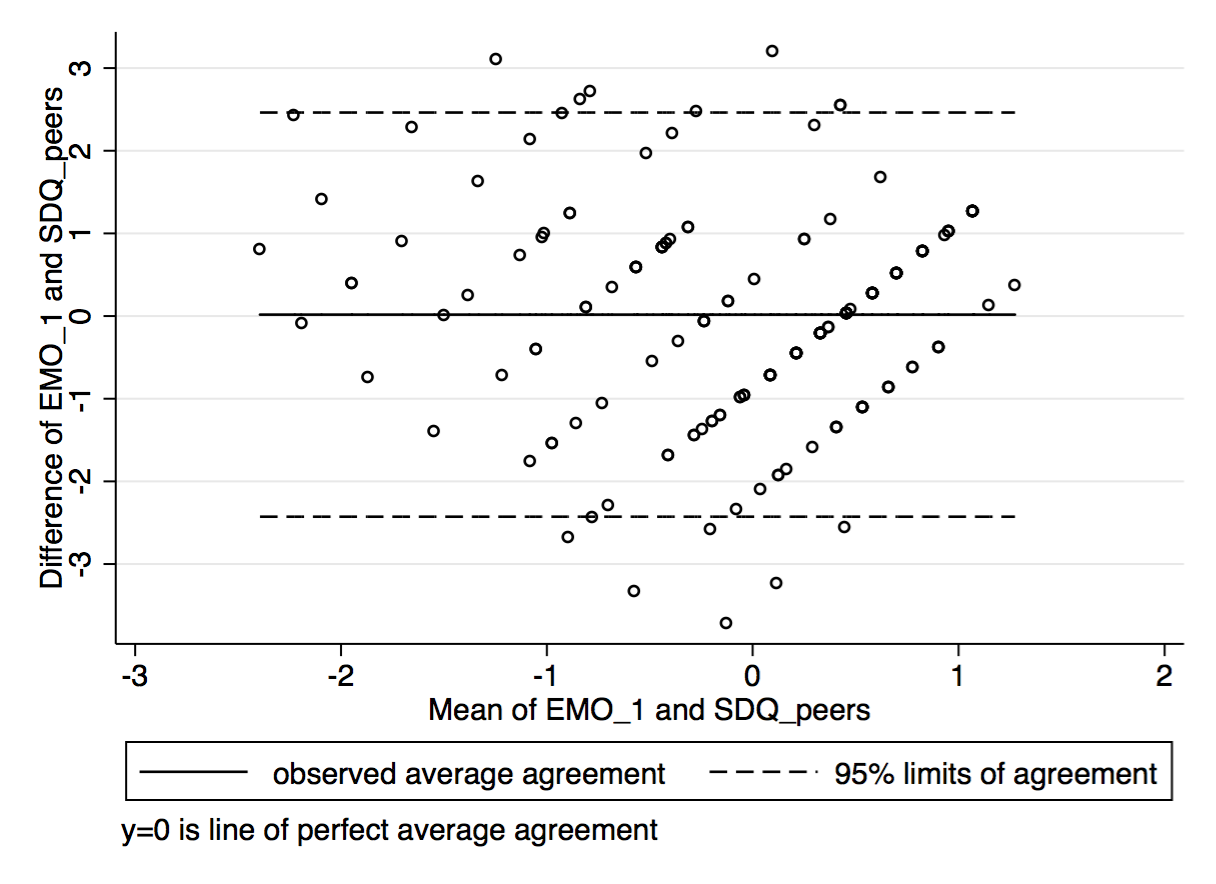 Difference of EMO_1 and SDQ_peers
3
2
1
0
-1
-2
-3
-3 -2 -1 0 1 2
Mean of EMO_1 and SDQ_peers
observed average agreement 95% limits of agreement
y=0 is line of perfect average agreement